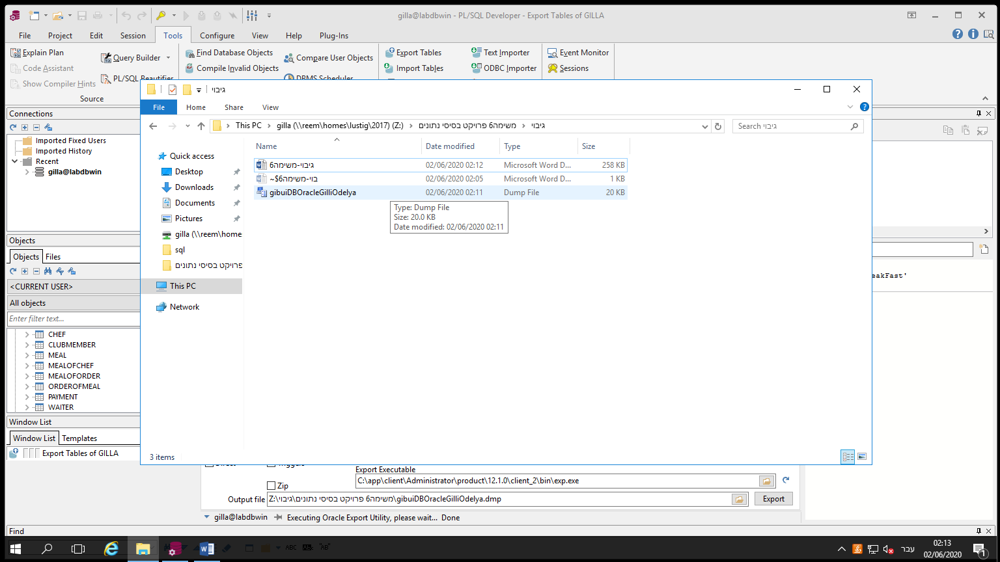 gilla@labdbwin - PL/SQL Developer - Export Tables of GILLA
File Project Edit Session Tools Configure View Help Plug-Ins
Explain Plan
Code Assistant
Show Compiler Hints
Query Builder
PL/SQL Beautifier
Source
Find Database Objects
Compile Invalid Objects
Compare User Objects
DBMS Scheduler
Export Tables
Import Tables
Text Importer
ODBC Importer
Event Monitor
Sessions
Connections
Imported Fixed Users
Imported History
Recent
gilla@labdbwin
Objects
Objects Files
<CURRENT USER>
All objects
Enter filter text...
CHEF
CLUBMEMBER
MEAL
MEALOFCHEF
MEALOFORDER
ORDEROFMEAL
PAYMENT
WAITER
Window List
Window List Templates
Export Tables of GILLA
גיבוי
File Home Share View
This PC > gilla (\\reem\homes\lustig\2017) (Z:) > משימה6 פרויקט בסיסי נתונים > גיבוי
Search גיבוי
Name Date modified Type Size
גיבוי-משימה6 02/06/2020 02:12 Microsoft Word D... 258 KB
~$בוי-משימה6 02/06/2020 02:05 Microsoft Word D... 1 KB
gibuiDBOracleGilliOdelya 02/06/2020 02:11 Dump File 20 KB
Type: Dump File
Size: 20.0 KB
Date modified: 02/06/2020 02:11
Quick access
Desktop
Downloads
Documents
Pictures
gilla (\\reem\home
sql
פרויקט בסיסי נתונים
This PC
Network
3 items
eakFast'
Export Executable
C:\app\client\Administrator\product\12.1.0\client_2\bin\exp.exe
Zip
Output file Z:\גיבוי\משימה6 פרויקט בסיסי נתונים\gibuiDBOracleGilliOdelya.dmp Export
gilla@labdbwin Executing Oracle Export Utility, please wait... Done
Find
ABC "AB"
עבר
02:13
02/06/2020
1